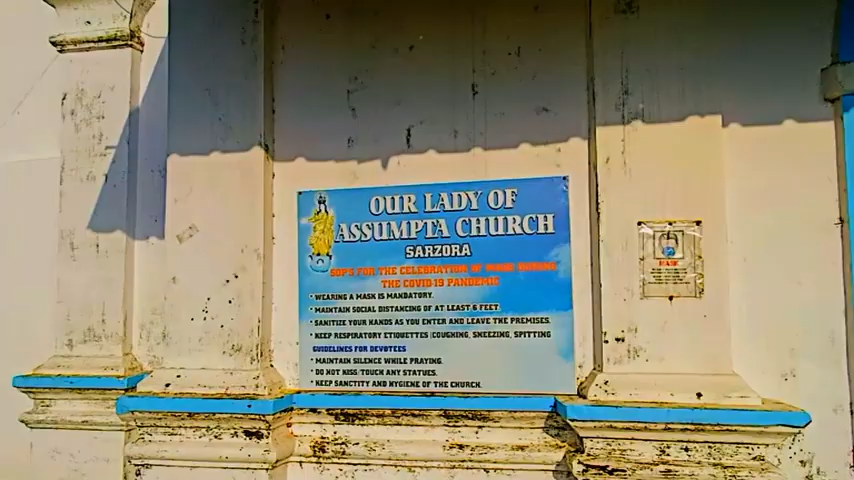 OUR LADY OF
ASSUMPTA CHURCH
SARZORA
SOPS FOR THE CELEBRATION OF
THE COVID-19 PANDEMIC
• WEARING A MASK IS MANDATORY.
• MAINTAIN SOCIAL DISTANCING OF AT LEAST 6 FEET
• SANITIZE YOUR HANDS AS YOU ENTER AND LEAVE THE PREMISES.
• KEEP RESPIRATORY ETIQUETTES (COUGHING, SNEEZING, SPITTING
GUIDELINES FOR DEVOTEES
• MAINTAIN SILENCE WHILE PRAYING.
• DO NOT KISS/TOUCH ANY STATUES.
• KEEP SANCTITY AND HYGIENE OF THE CHURCH.
MASK